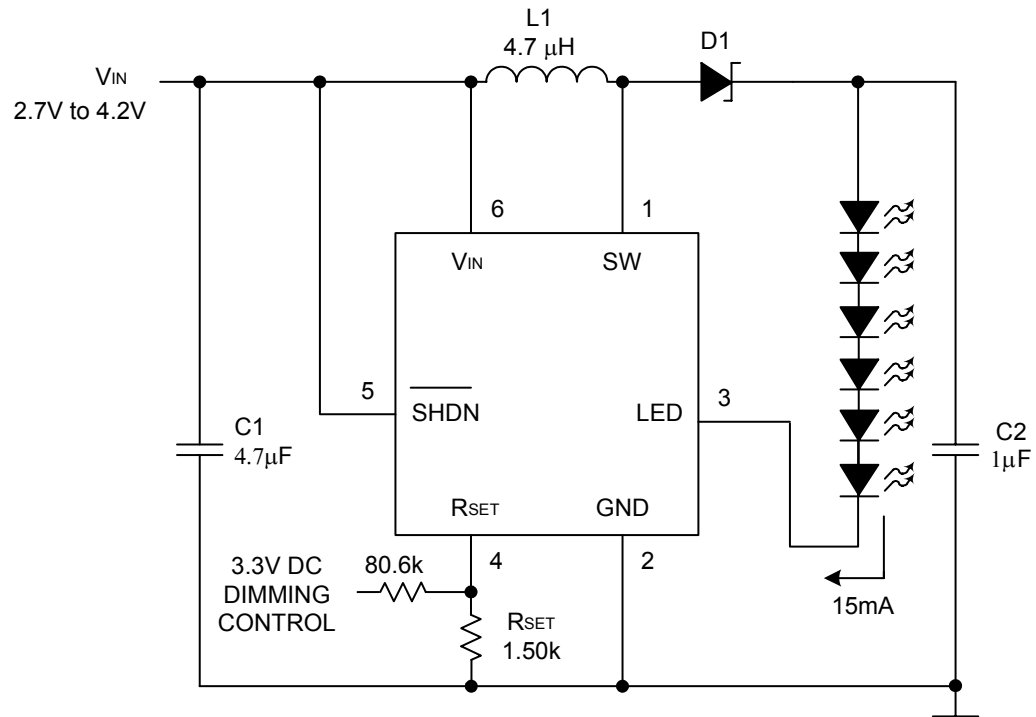 L1
4.7 μH
D1
VIN
2.7V to 4.2V
6
1
VIN
SW
5
SHDN
LED
3
C1
4.7μF
C2
1μF
RSET
GND
4
2
3.3V DC
DIMMING
CONTROL
80.6k
RSET
1.50k
15mA